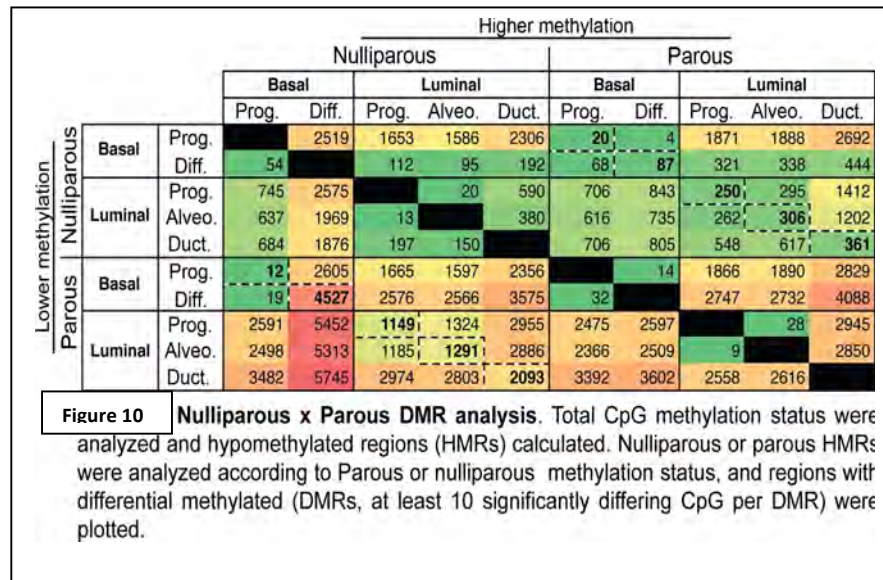 Higher methylation
Nulliparous Parous
Basal Luminal Basal Luminal
Prog. Diff. Prog. Alveo. Duct. Prog. Diff. Prog. Alveo. Duct.
Lower methylation
Nulliparous
Basal
Prog. 2519 1653 1586 2306 20 4 1871 1888 2692
Diff. 54 112 95 192 68 87 321 338 444
Luminal
Prog. 745 2575 20 590 706 843 250 295 1412
Alveo. 637 1969 13 380 616 735 262 306 1202
Duct. 684 1876 197 150 706 805 548 617 361
Parous
Basal
Prog. 12 2605 1665 1597 2356 14 1866 1890 2829
Diff. 19 4527 2576 2566 3575 32 2747 2732 4088
Luminal
Prog. 2591 5452 1149 1324 2955 2475 2597 28 2945
Alveo. 2498 5313 1185 1291 2886 2366 2509 9 2850
Duct. 3482 5745 2974 2803 2093 3392 3602 2558 2616
Figure 10 Nulliparous x Parous DMR analysis. Total CpG methylation status were
analyzed and hypomethylated regions (HMRs) calculated. Nulliparous or parous HMRs
were analyzed according to Parous or nulliparous methylation status, and regions with
differential methylated (DMRs, at least 10 significantly differing CpG per DMR) were
plotted.